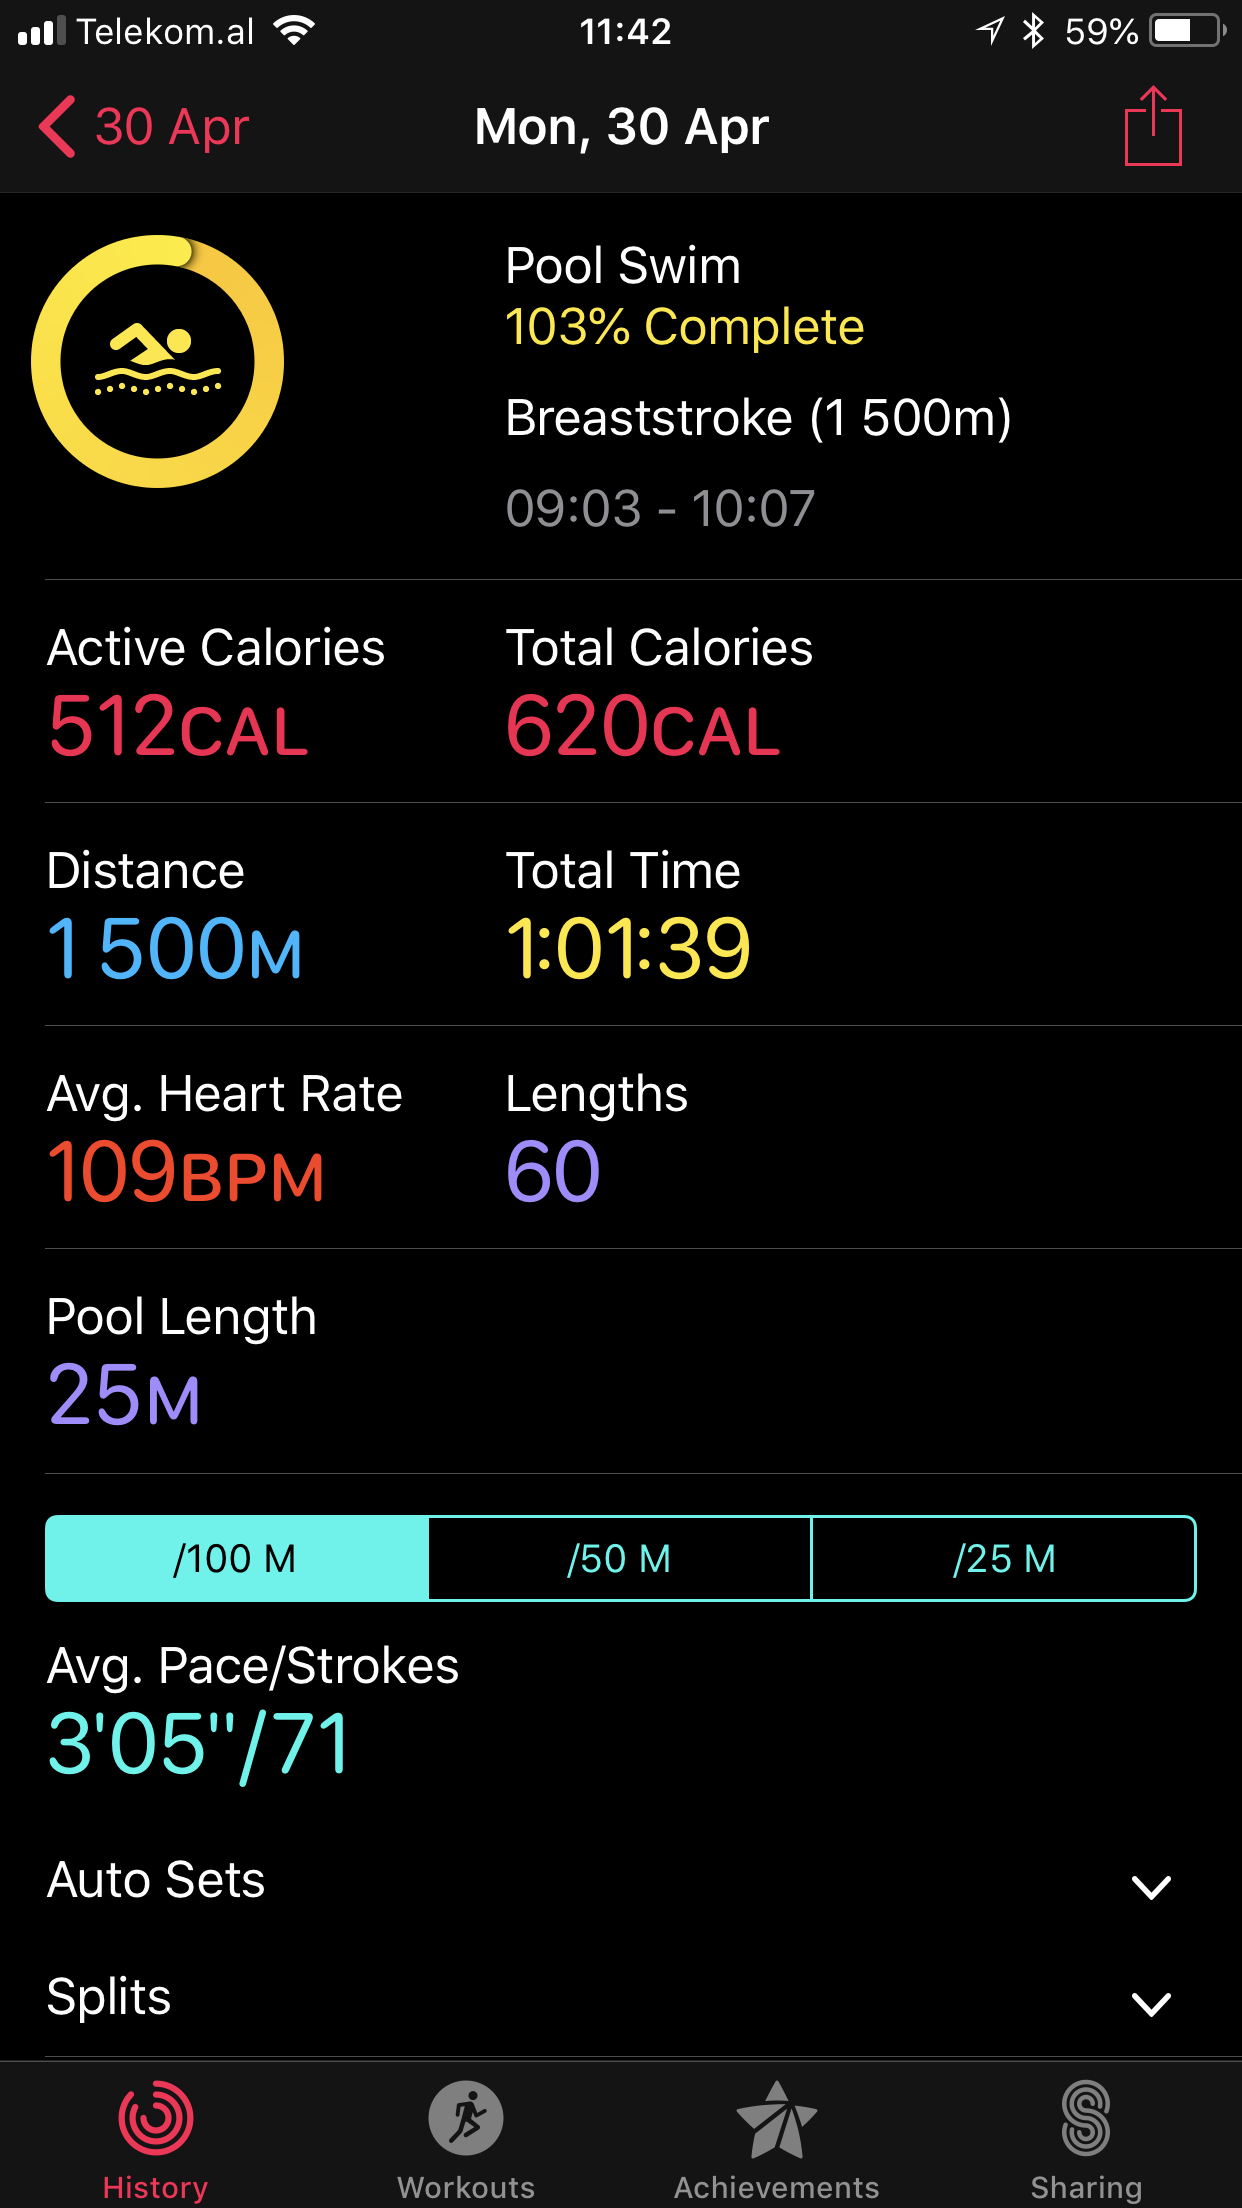 Telekom.al 11:42 59%
30 Apr Mon, 30 Apr
Pool Swim
103% Complete
Breaststroke (1 500m)
09:03 - 10:07
Active Calories Total Calories
512CAL 620CAL
Distance Total Time
1 500M 1:01:39
Avg. Heart Rate Lengths
109BPM 60
Pool Length
25M
/100 M /50 M /25 M
Avg. Pace/Strokes
3'05''/71
Auto Sets
Splits
History Workouts Achievements Sharing